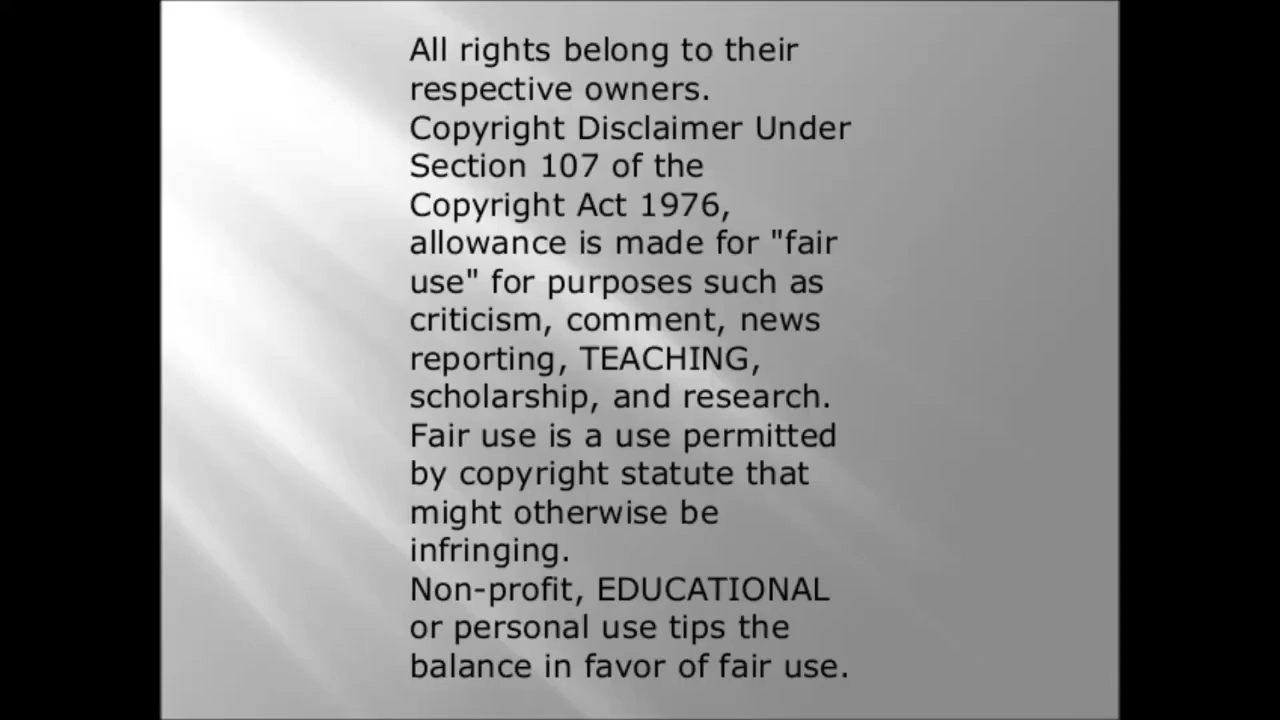 All rights belong to their
respective owners.
Copyright Disclaimer Under
Section 107 of the
Copyright Act 1976,
allowance is made for "fair
use" for purposes such as
criticism, comment, news
reporting, TEACHING,
scholarship, and research.
Fair use is a use permitted
by copyright statute that
might otherwise be
infringing.
Non-profit, EDUCATIONAL
or personal use tips the
balance in favor of fair use.